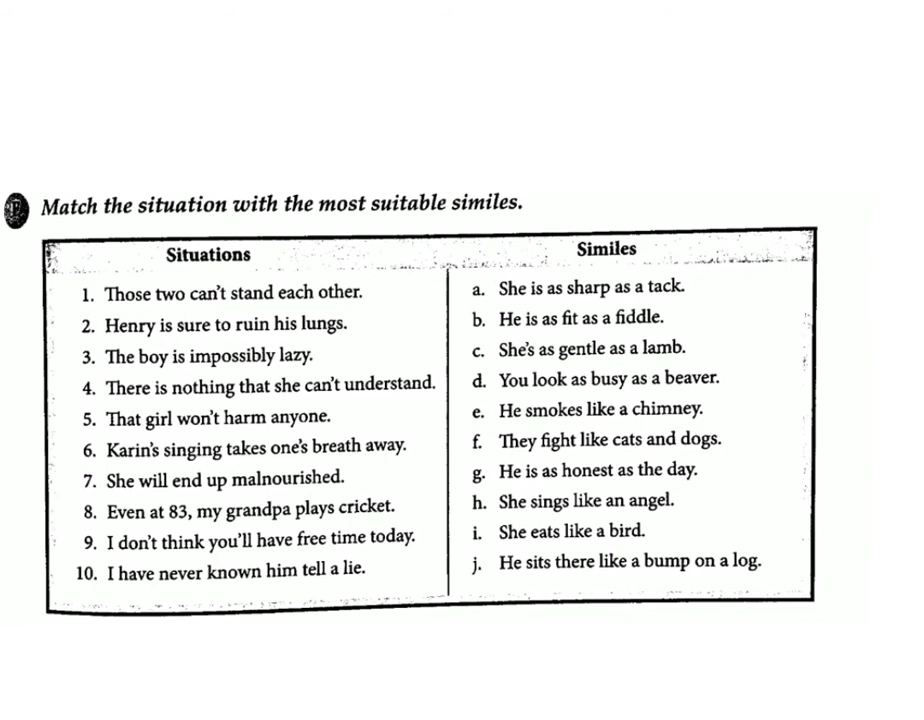 F Match the situation with the most suitable similes.
Situations
1. Those two can't stand each other.
2. Henry is sure to ruin his lungs.
3. The boy is impossibly lazy.
4. There is nothing that she can't understand.
5. That girl won't harm anyone.
6. Karin's singing takes one's breath away.
7. She will end up malnourished.
8. Even at 83, my grandpa plays cricket.
9. I don't think you'll have free time today.
10. I have never known him tell a lie.
Similes
a. She is as sharp as a tack.
b. He is as fit as a fiddle.
c. She's as gentle as a lamb.
d. You look as busy as a beaver.
e. He smokes like a chimney.
f. They fight like cats and dogs.
g. He is as honest as the day.
h. She sings like an angel.
i. She eats like a bird.
j. He sits there like a bump on a log.